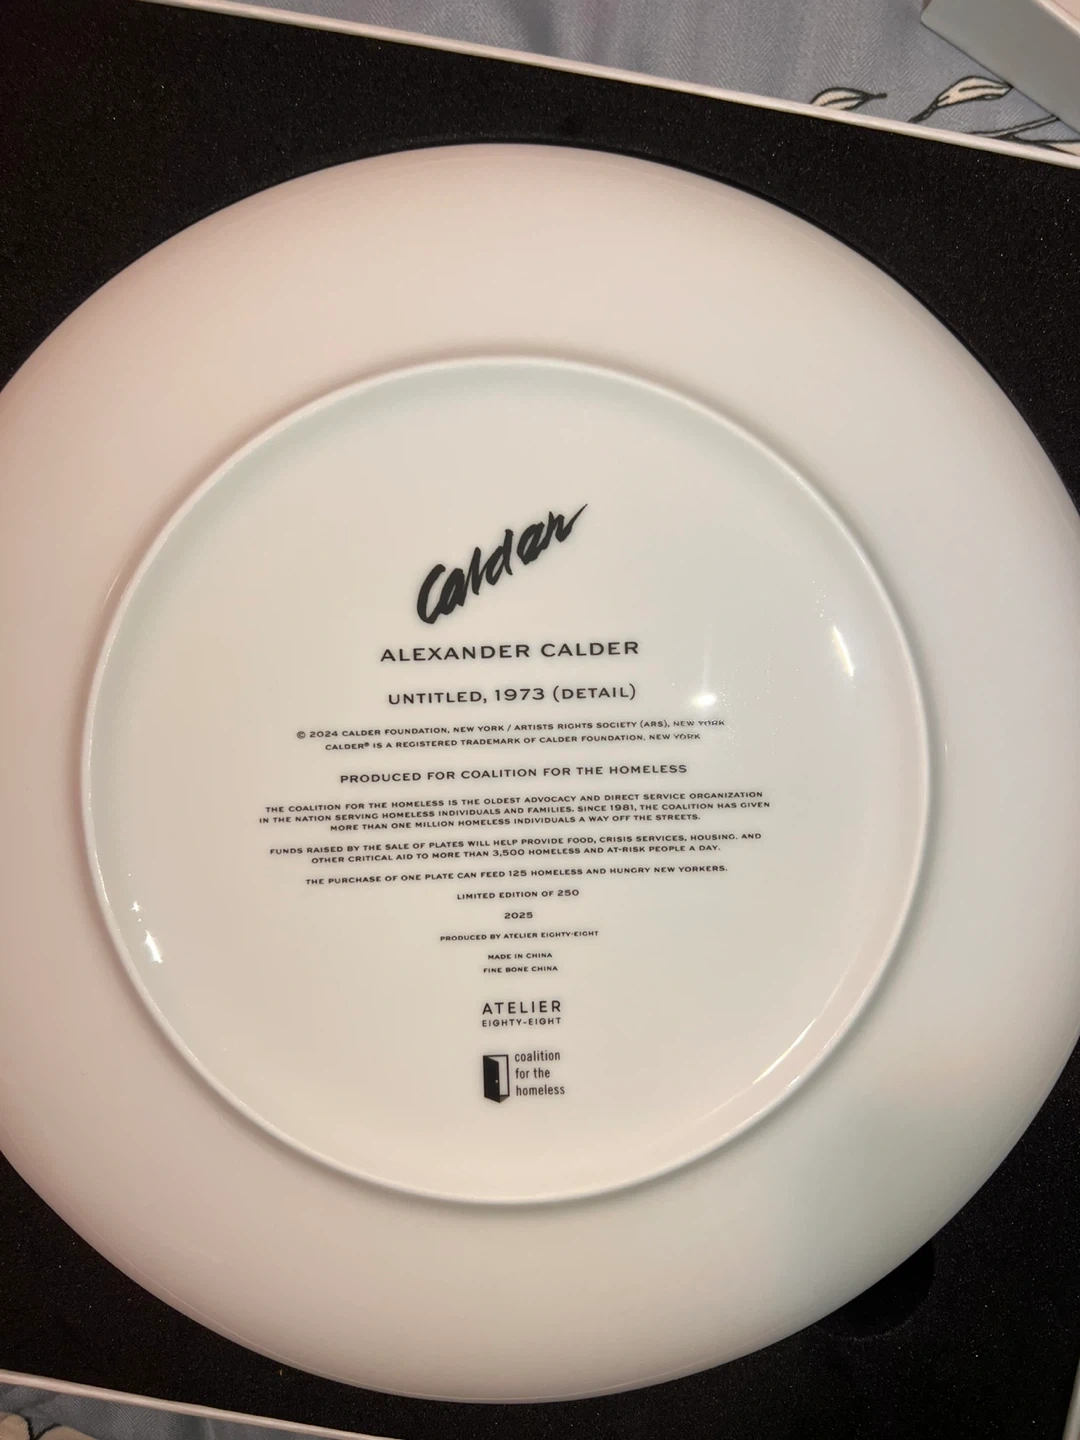 Calder
ALEXANDER CALDER
UNTITLED, 1973 (DETAIL)
© 2024 CALDER FOUNDATION, NEW YORK / ARTISTS RIGHTS SOCIETY (ARS), NEW YORK
CALDER® IS A REGISTERED TRADEMARK OF CALDER FOUNDATION, NEW YORK
PRODUCED FOR COALITION FOR THE HOMELESS
THE COALITION FOR THE HOMELESS IS THE OLDEST ADVOCACY AND DIRECT SERVICE ORGANIZATION
IN THE NATION SERVING HOMELESS INDIVIDUALS AND FAMILIES. SINCE 1981, THE COALITION HAS GIVEN
MORE THAN ONE MILLION HOMELESS INDIVIDUALS A WAY OFF THE STREETS.
FUNDS RAISED BY THE SALE OF PLATES WILL HELP PROVIDE FOOD, CRISIS SERVICES, HOUSING, AND
OTHER CRITICAL AID TO MORE THAN 3,500 HOMELESS AND AT-RISK PEOPLE A DAY.
THE PURCHASE OF ONE PLATE CAN FEED 125 HOMELESS AND HUNGRY NEW YORKERS.
LIMITED EDITION OF 250
2025
PRODUCED BY ATELIER EIGHTY-EIGHT
MADE IN CHINA
FINE BONE CHINA
ATELIER
EIGHTY-EIGHT
coalition
for the
homeless